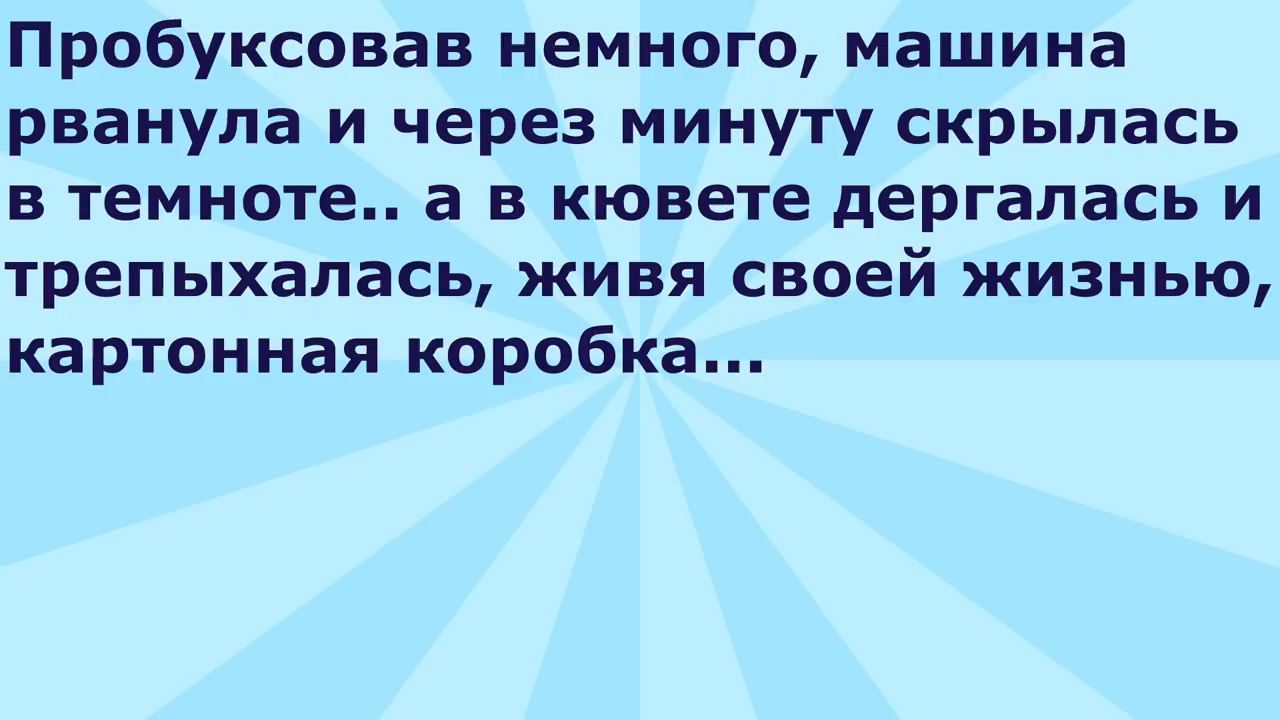 Пробуксовав немного, машина
рванула и через минуту скрылась
в темноте.. а в кювете дергалась и
трепыхалась, живя своей жизнью,
картонная коробка...